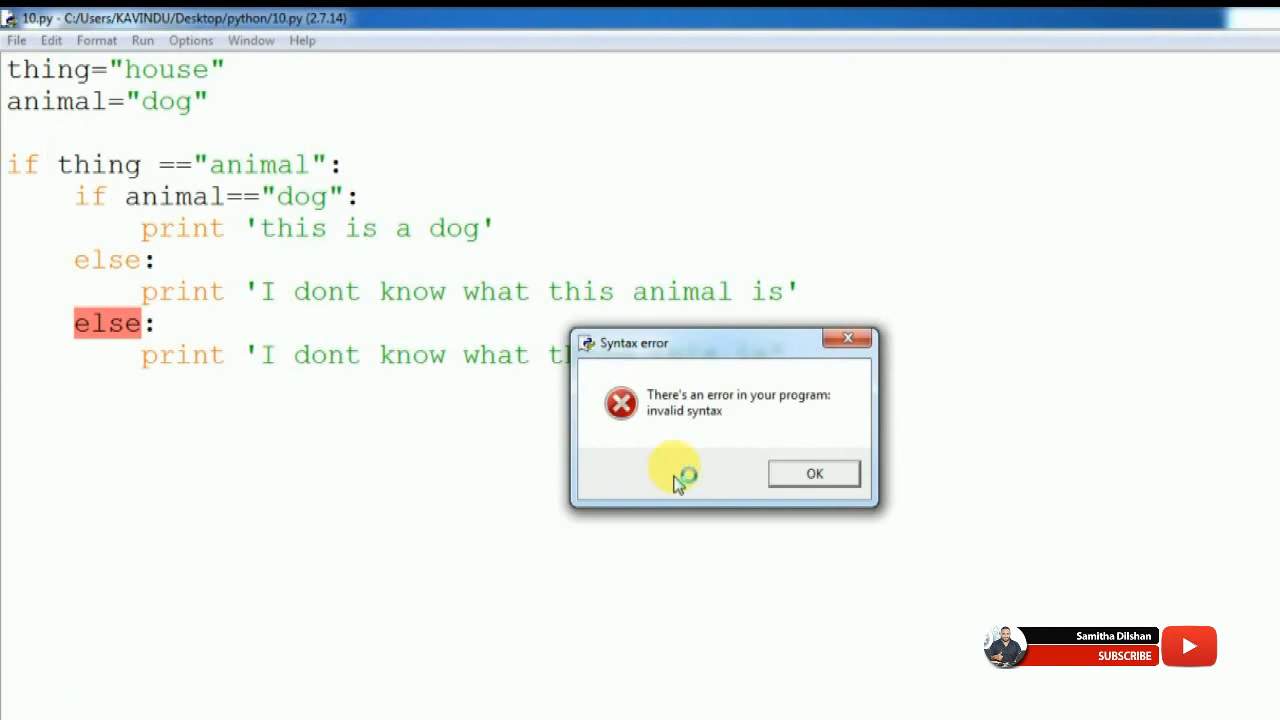 10.py - C:/Users/KAVINDU/Desktop/python/10.py (2.7.14)
File Edit Format Run Options Window Help
thing="house"
animal="dog"
if thing =="animal":
if animal=="dog":
print 'this is a dog'
else:
print 'I dont know what this animal is'
else:
print 'I dont know what
Syntax error
There's an error in your program:
invalid syntax
OK
Samitha Dilshan
SUBSCRIBE